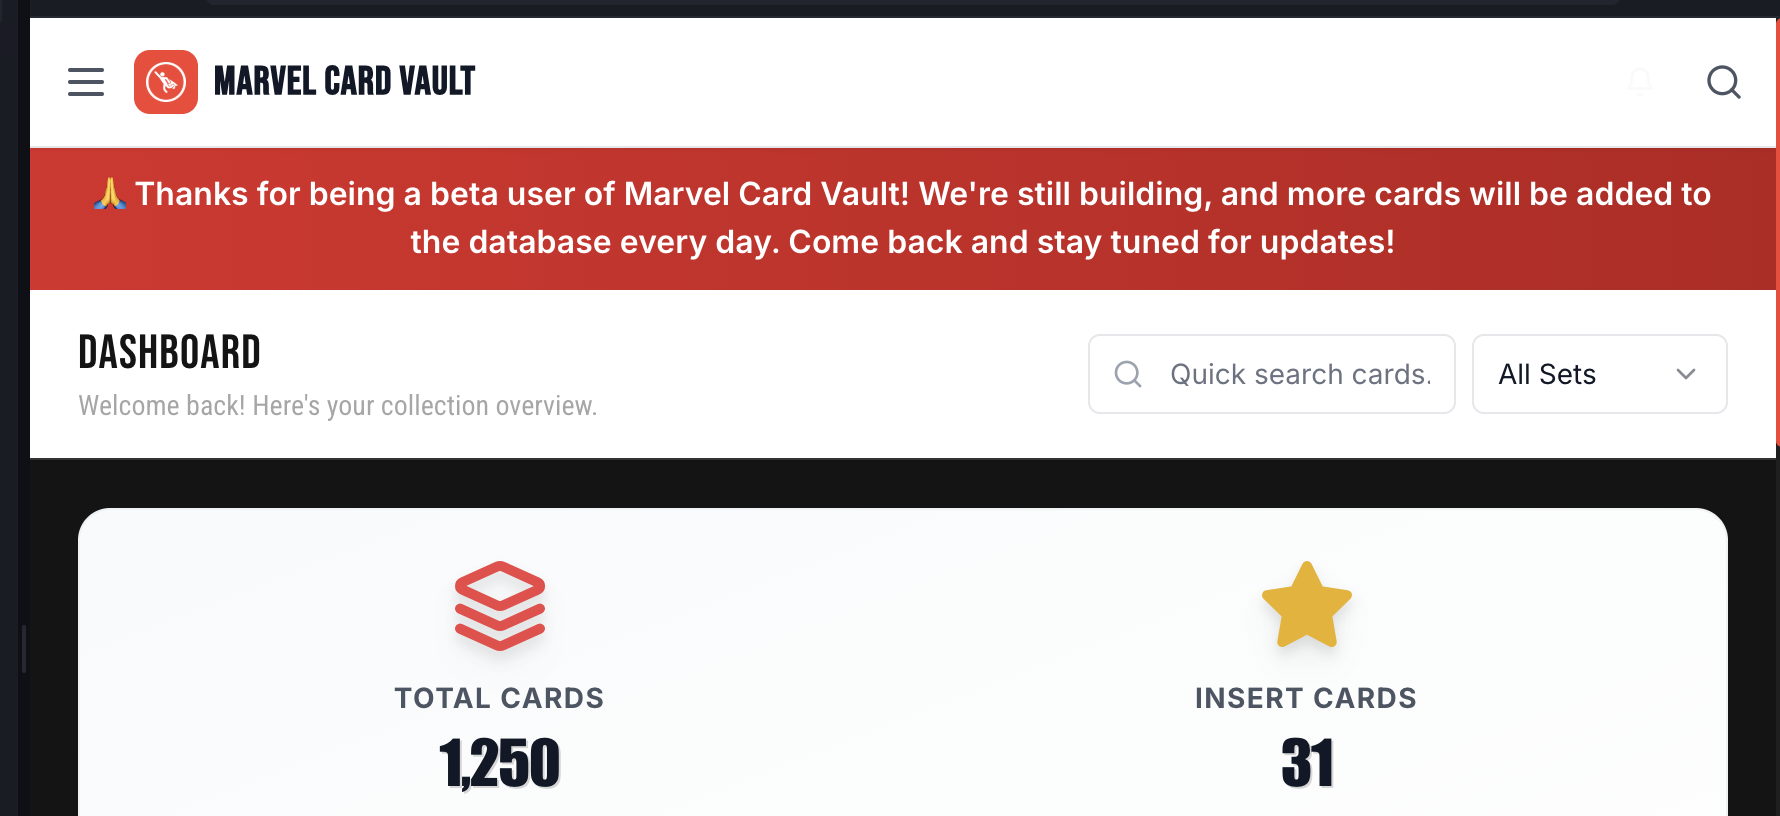 MARVEL CARD VAULT
🙏 Thanks for being a beta user of Marvel Card Vault! We're still building, and more cards will be added to
the database every day. Come back and stay tuned for updates!
DASHBOARD
Welcome back! Here's your collection overview.
Quick search cards.
All Sets
TOTAL CARDS
INSERT CARDS
1,250
31